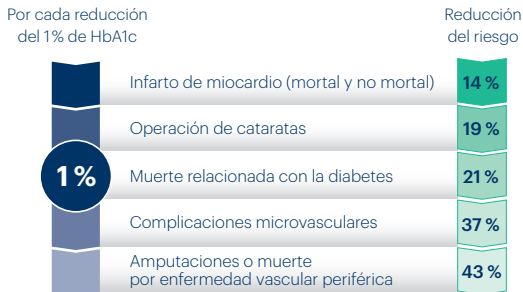 Por cada reducción
del 1 % de HbA1c
Reducción
del riesgo
Infarto de miocardio (mortal y no mortal)
14 %
Operación de cataratas
19 %
1 %
Muerte relacionada con la diabetes
21 %
Complicaciones microvasculares
37 %
Amputaciones o muerte
por enfermedad vascular periférica
43 %